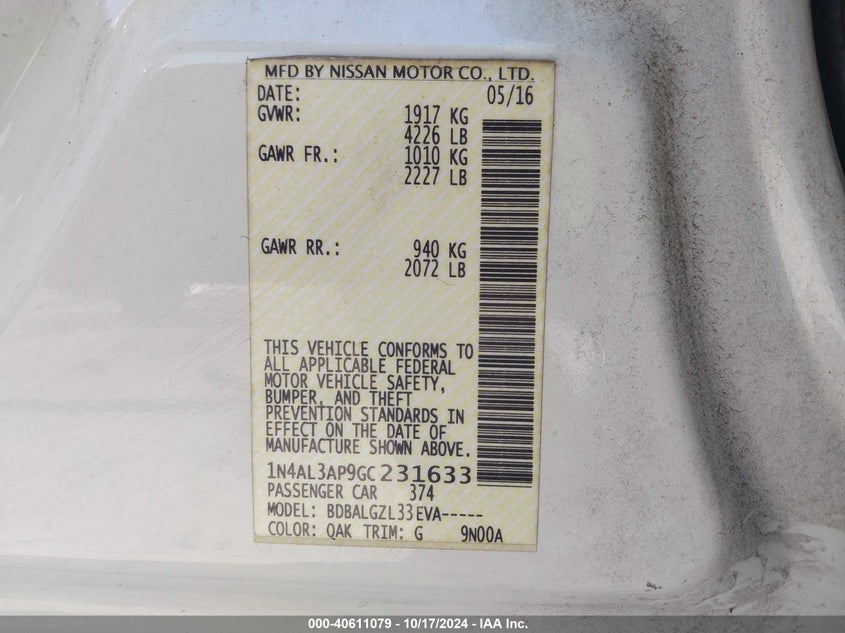 MFD BY NISSAN MOTOR CO., LTD.
DATE: 05/16
GVWR: 1917 KG
4226 LB
GAWR FR.: 1010 KG
2227 LB
GAWR RR.: 940 KG
2072 LB
THIS VEHICLE CONFORMS TO
ALL APPLICABLE FEDERAL
MOTOR VEHICLE SAFETY,
BUMPER, AND THEFT
PREVENTION STANDARDS IN
EFFECT ON THE DATE OF
MANUFACTURE SHOWN ABOVE.
1N4AL3AP9GC231633
PASSENGER CAR 374
MODEL: BDBALGZL33EVA-----
COLOR: QAK TRIM: G 9N00A
000-40611079 - 10/17/2024 - IAA Inc.